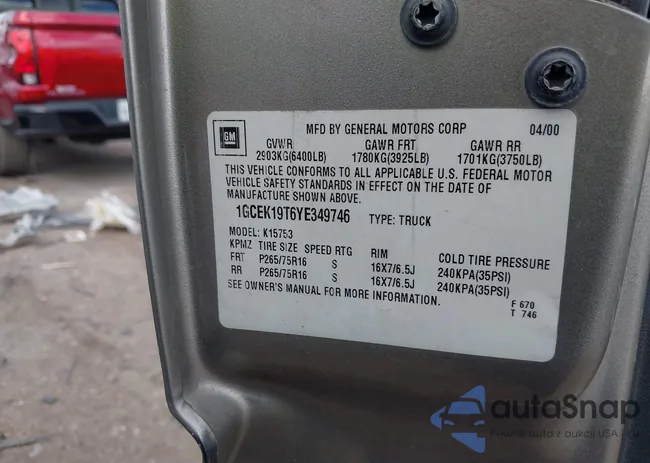 GM
MFD BY GENERAL MOTORS CORP 04/00
GVWR GAWR FRT GAWR RR
2903KG(6400LB) 1780KG(3925LB) 1701KG(3750LB)
THIS VEHICLE CONFORMS TO ALL APPLICABLE U.S. FEDERAL MOTOR
VEHICLE SAFETY STANDARDS IN EFFECT ON THE DATE OF
MANUFACTURE SHOWN ABOVE.
1GCEK19T6YE349746 TYPE: TRUCK
MODEL: K15753
KPMZ TIRE SIZE SPEED RTG RIM COLD TIRE PRESSURE
FRT P265/75R16 S 16X7/6.5J 240KPA(35PSI)
RR P265/75R16 S 16X7/6.5J 240KPA(35PSI)
SEE OWNER'S MANUAL FOR MORE INFORMATION.
F 670
T 746
autaSnap
auta z aukcji USA